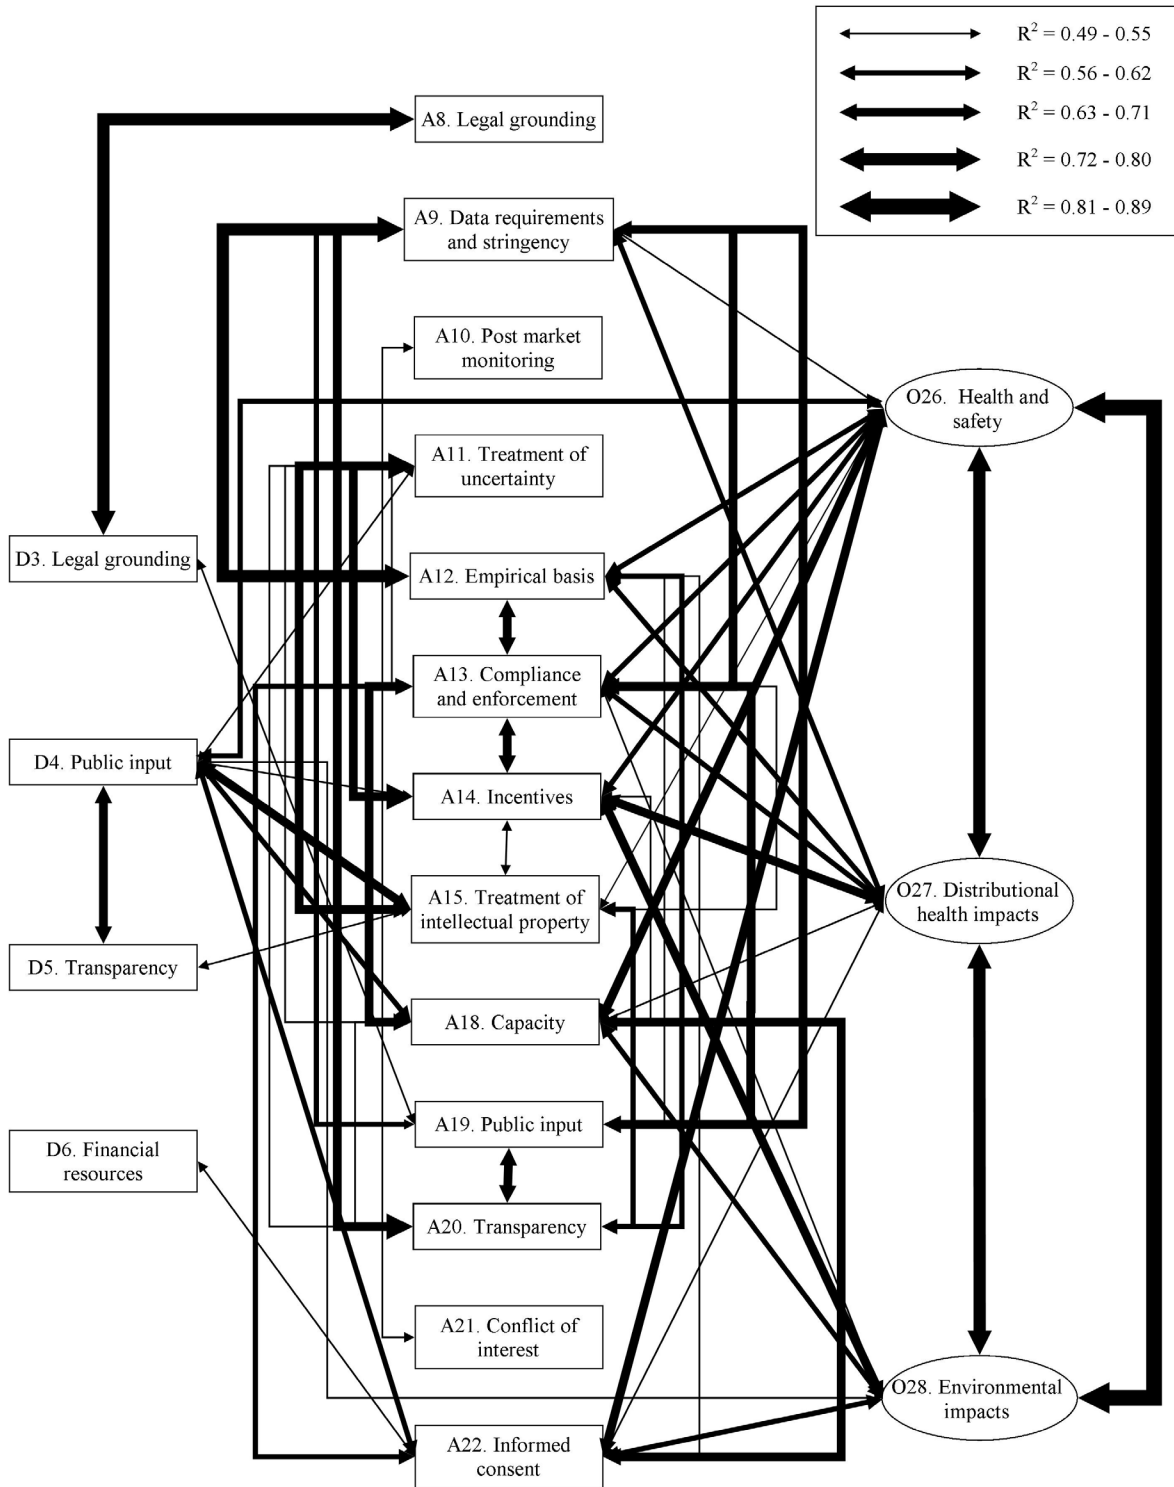 R² = 0.49 - 0.55
R² = 0.56 - 0.62
R² = 0.63 - 0.71
R² = 0.72 - 0.80
R² = 0.81 - 0.89
A8. Legal grounding
A9. Data requirements
and stringency
A10. Post market
monitoring
A11. Treatment of
uncertainty
A12. Empirical basis
A13. Compliance
and enforcement
A14. Incentives
A15. Treatment of
intellectual property
A18. Capacity
A19. Public input
A20. Transparency
A21. Conflict of
interest
A22. Informed
consent
D3. Legal grounding
D4. Public input
D5. Transparency
D6. Financial
resources
O26. Health and
safety
O27. Distributional
health impacts
O28. Environmental
impacts